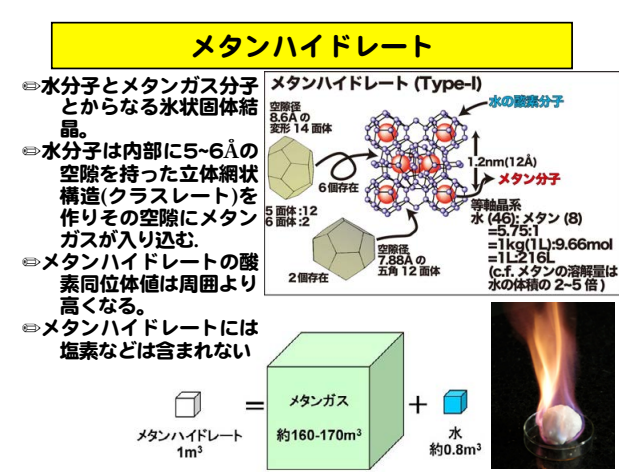 メタンハイドレート
✏水分子とメタンガス分子
とからなる氷状固体結
晶。
✏水分子は内部に5~6Åの
空隙を持った立体網状
構造(クラスレート)を
作りその空隙にメタン
ガスが入り込む.
✏メタンハイドレートの酸
素同位体値は周囲より
高くなる。
✏メタンハイドレートには
塩素などは含まれない
メタンハイドレート (Type-I)
空隙径
8.6Å の
変形 14 面体
6個存在
5 面体:12
6 面体:2
2個存在
空隙径
7.88Å の
五角 12 面体
水の酸素分子
1.2nm(12Å)
メタン分子
等軸晶系
水 (46): メタン (8)
=5.75:1
=1kg(1L):9.66mol
=1L:216L
(c.f. メタンの溶解量は
水の体積の 2~5 倍 )
メタンハイドレート
1m³
=
メタンガス
約160-170m³
+
水
約0.8m³